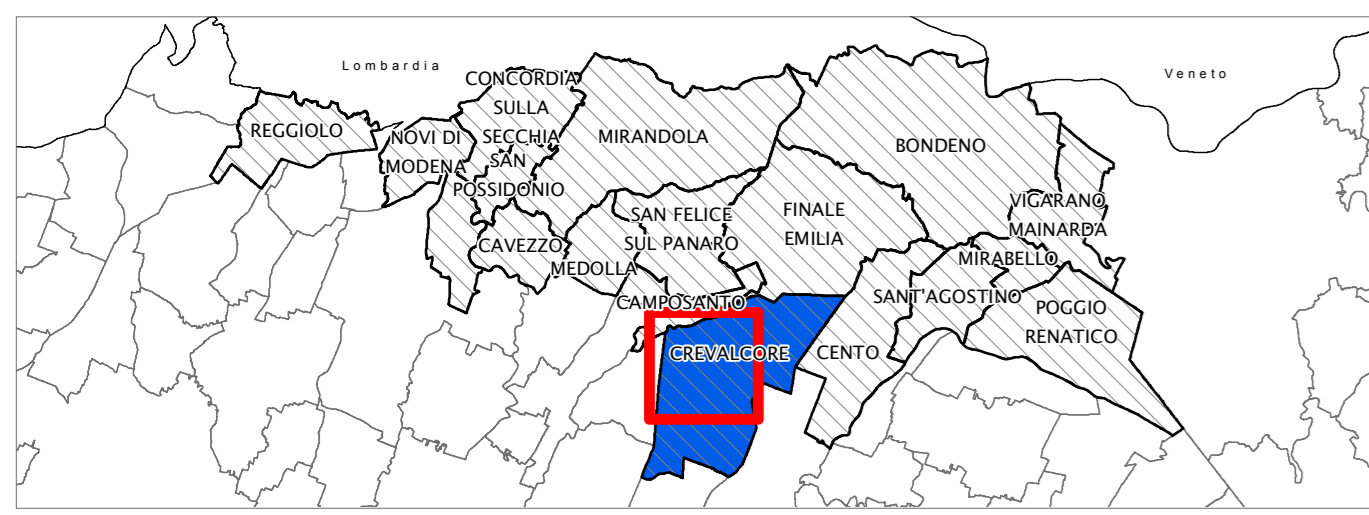 Lombardia
Veneto
CONCORDIA
SULLA
SECCHIA
REGGIOLO
NOVI DI
MODENA
MIRANDOLA
BONDENO
SAN
POSSIDONIO
SAN FELICE
SUL PANARO
FINALE
EMILIA
VIGARANO
MAINARDA
CAVEZZO
MEDOLLA
MIRABELLO
CAMPOSANTO
SANT'AGOSTINO
POGGIO
RENATICO
CREVALCORE
CENTO